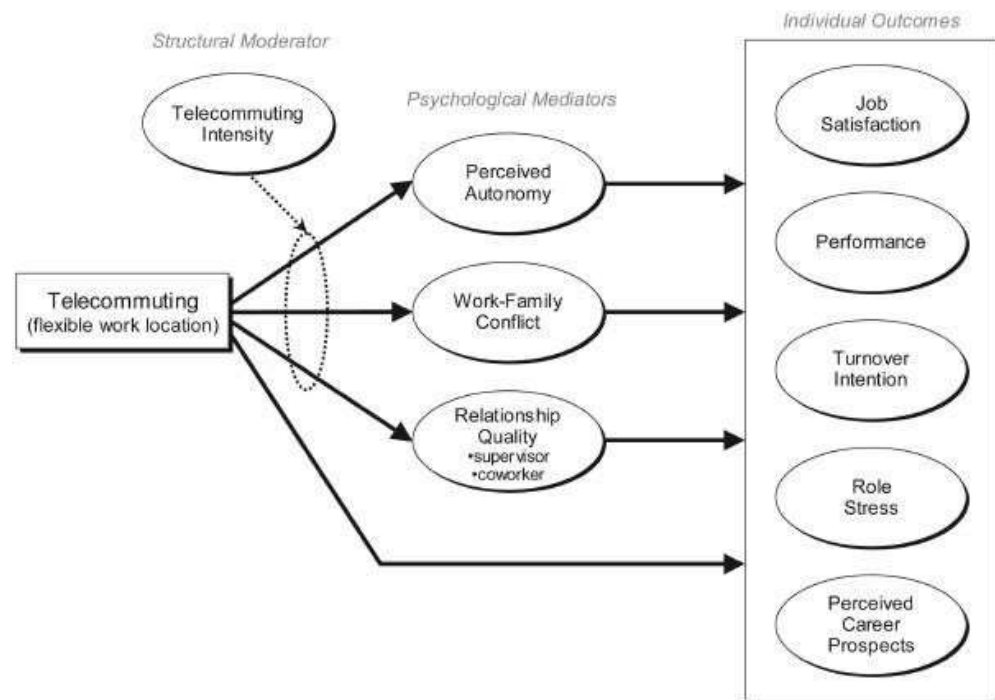 Structural Moderator
Telecommuting
Intensity
Psychological Mediators
Individual Outcomes
Telecommuting
(flexible work location)
Perceived
Autonomy
Work-Family
Conflict
Relationship
Quality
•supervisor
•coworker
Job
Satisfaction
Performance
Turnover
Intention
Role
Stress
Perceived
Career
Prospects